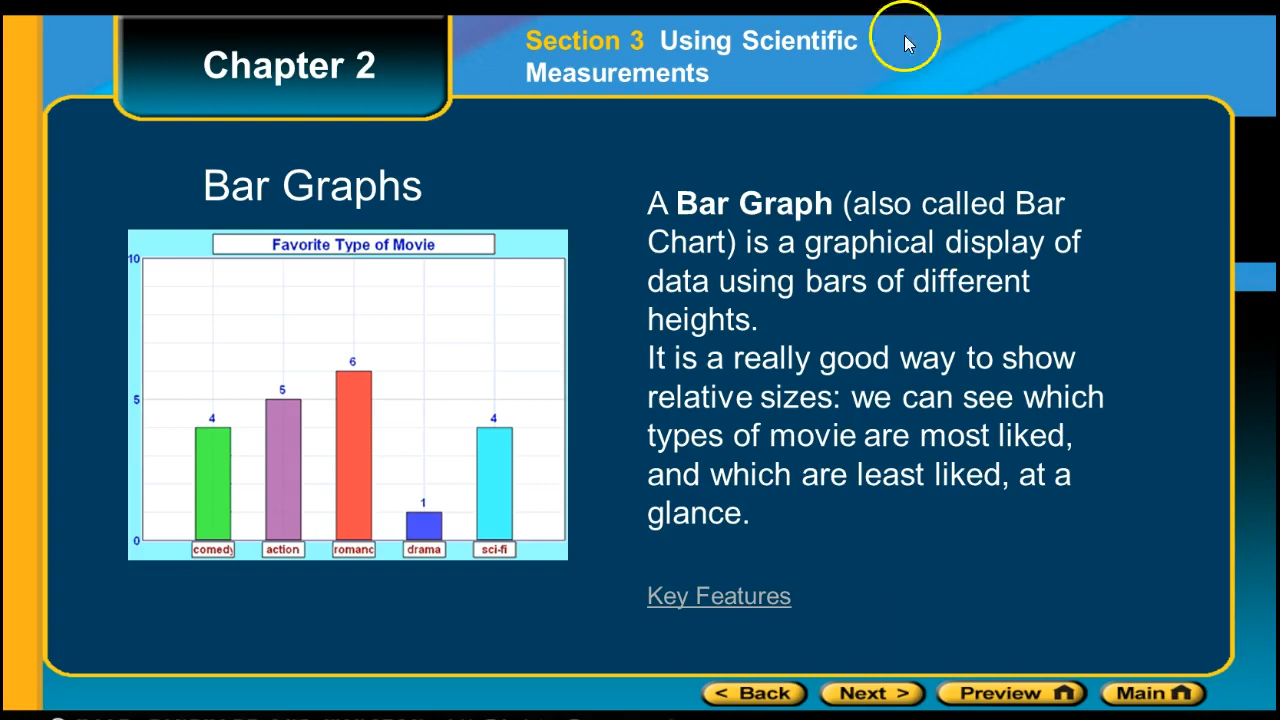 Chapter 2
Section 3 Using Scientific
Measurements
Bar Graphs
Favorite Type of Movie
10
5
0
4
5
6
1
4
comedy
action
romanc
drama
sci-fi
A Bar Graph (also called Bar
Chart) is a graphical display of
data using bars of different
heights.
It is a really good way to show
relative sizes: we can see which
types of movie are most liked,
and which are least liked, at a
glance.
Key Features
< Back
Next >
Preview
Main